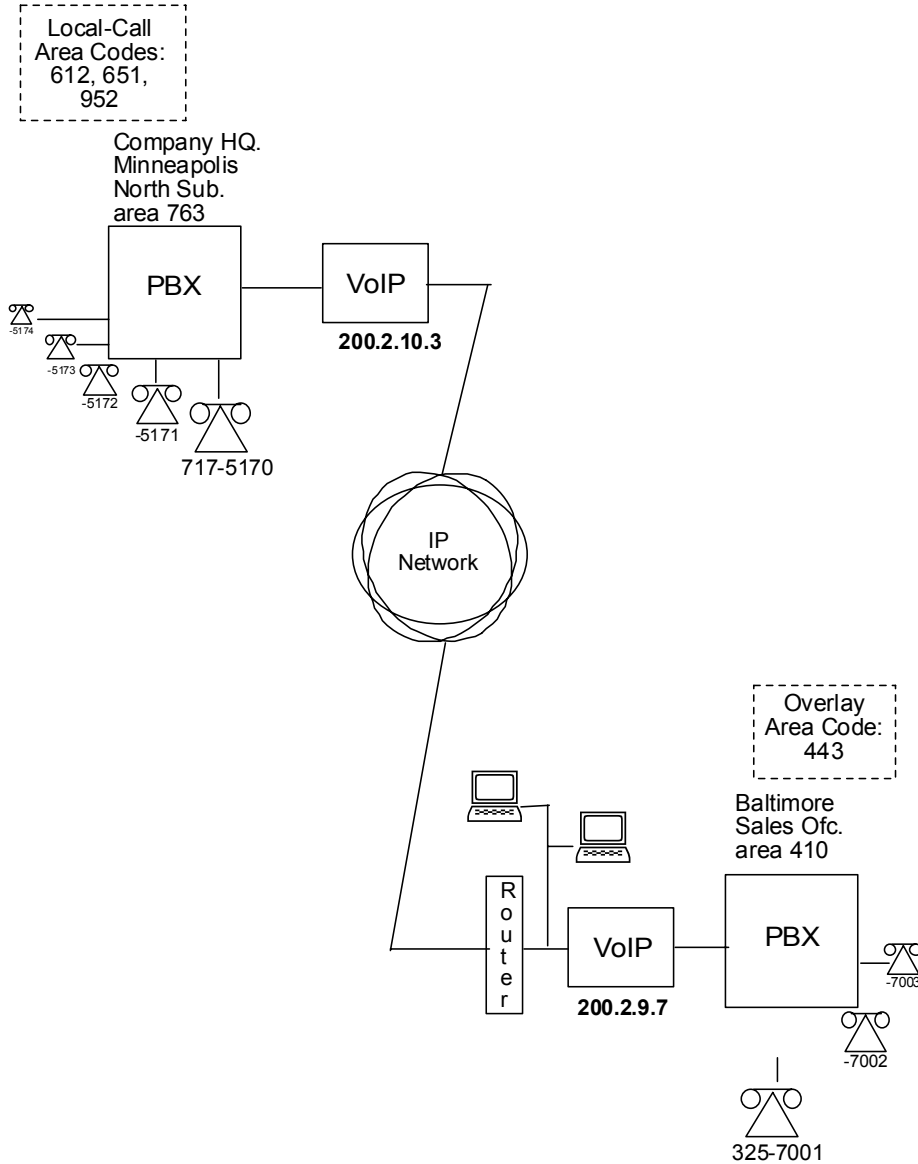 Local-Call
Area Codes:
612, 651,
952
Company HQ.
Minneapolis
North Sub.
area 763
PBX
VoIP
200.2.10.3
-5174
-5173
-5172
-5171
717-5170
IP
Network
Overlay
Area Code:
443
Baltimore
Sales Ofc.
area 410
Router
VoIP
200.2.9.7
PBX
-7003
-7002
325-7001